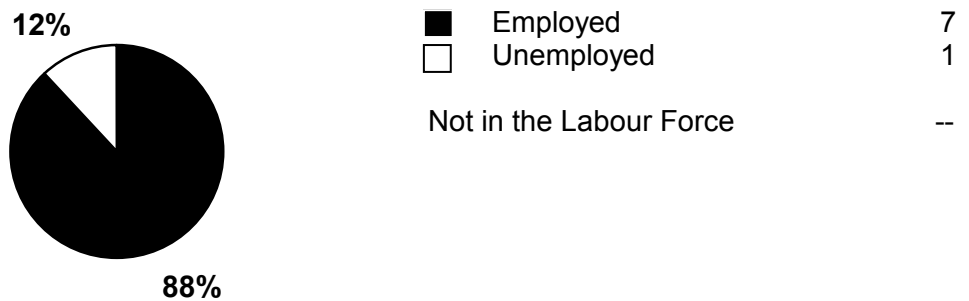 12%
Employed 7
Unemployed 1
Not in the Labour Force --
88%